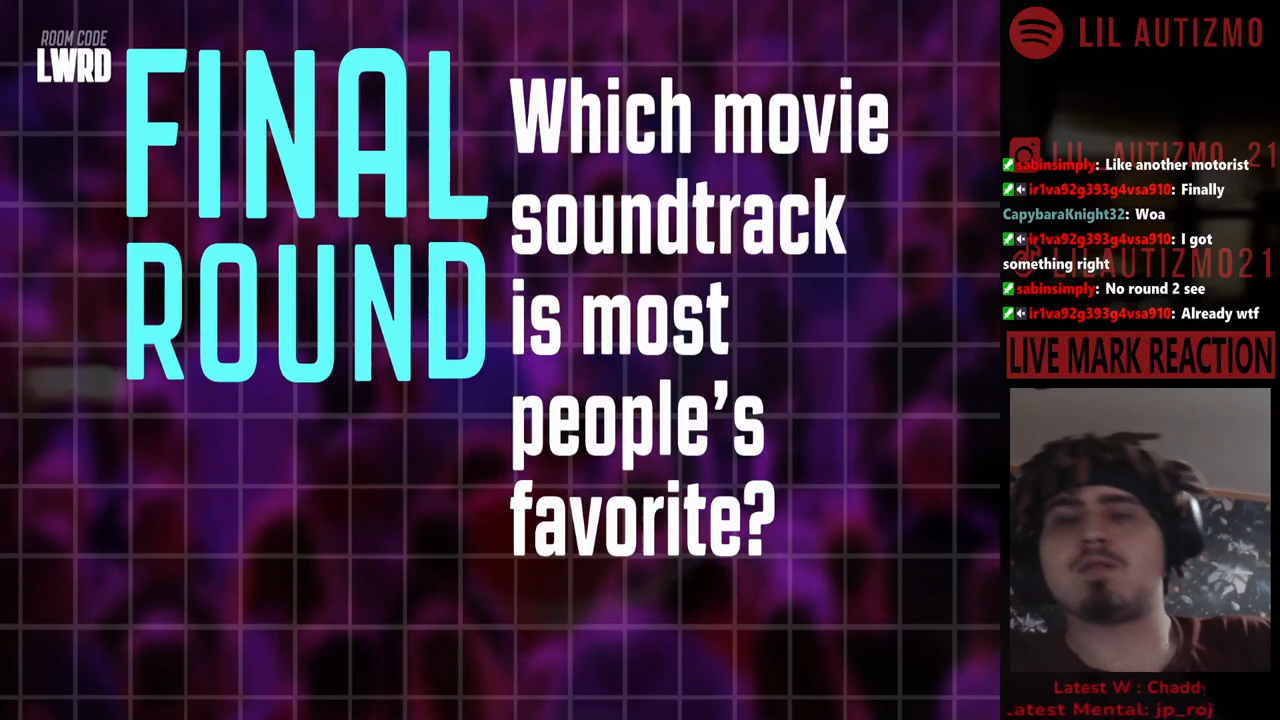 ROOM CODE
LWRD
FINAL
ROUND
Which movie
soundtrack
is most
people's
favorite?
LIL AUTIZMO
LIL_AUTIZMO_21
sabinsimply: Like another motorist
ir1va92g393g4vsa910: Finally
CapybaraKnight32: Woa
ir1va92g393g4vsa910: I got
something right
LILAUTIZMO21
sabinsimply: No round 2 see
ir1va92g393g4vsa910: Already wtf
LIVE MARK REACTION
Latest W : Chaddy
Latest Mental: jp_roj